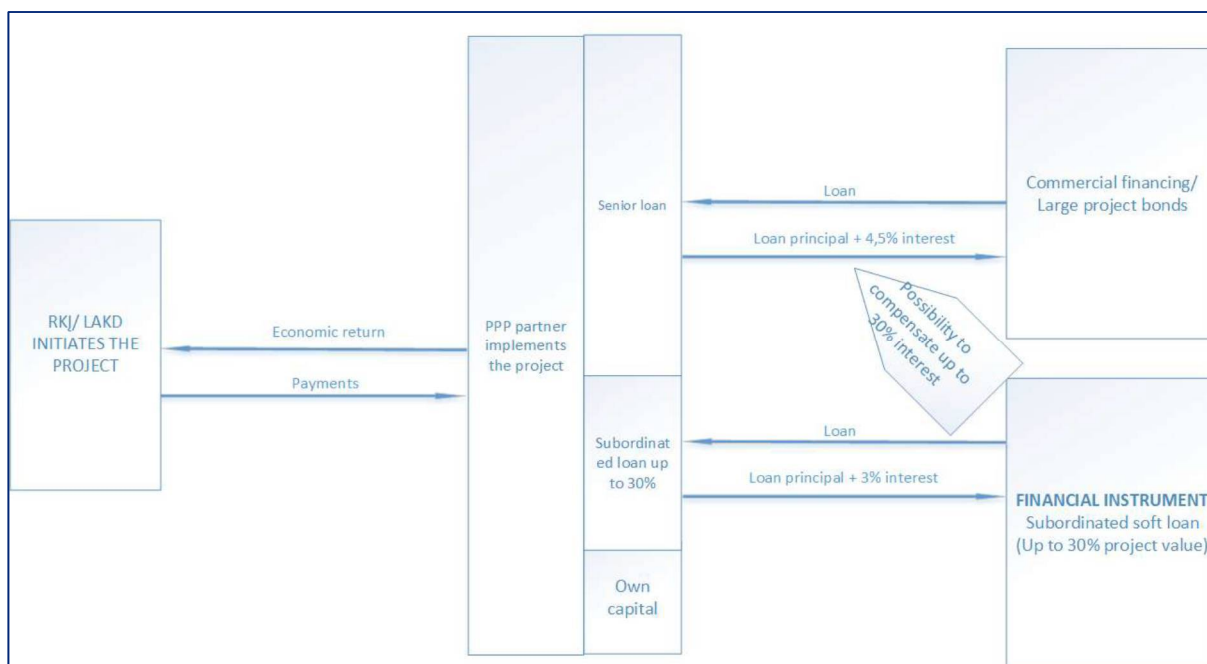 RKJ/ LAKD
INITIATES THE
PROJECT
Economic return
Payments
PPP partner
implements
the project
Senior loan
Subordinat
ed loan up
to 30%
Own
capital
Loan
Loan principal + 4,5% interest
Possibility to
compensate up to
30% interest
Loan
Loan principal + 3% interest
Commercial financing/
Large project bonds
FINANCIAL INSTRUMENT
Subordinated soft loan
(Up to 30% project value)